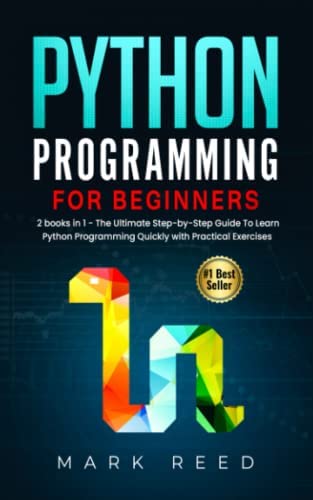 PYTHON
PROGRAMMING
FOR BEGINNERS
2 books in 1 - The Ultimate Step-by-Step Guide To Learn
Python Programming Quickly with Practical Exercises
#1 Best
Seller
MARK REED